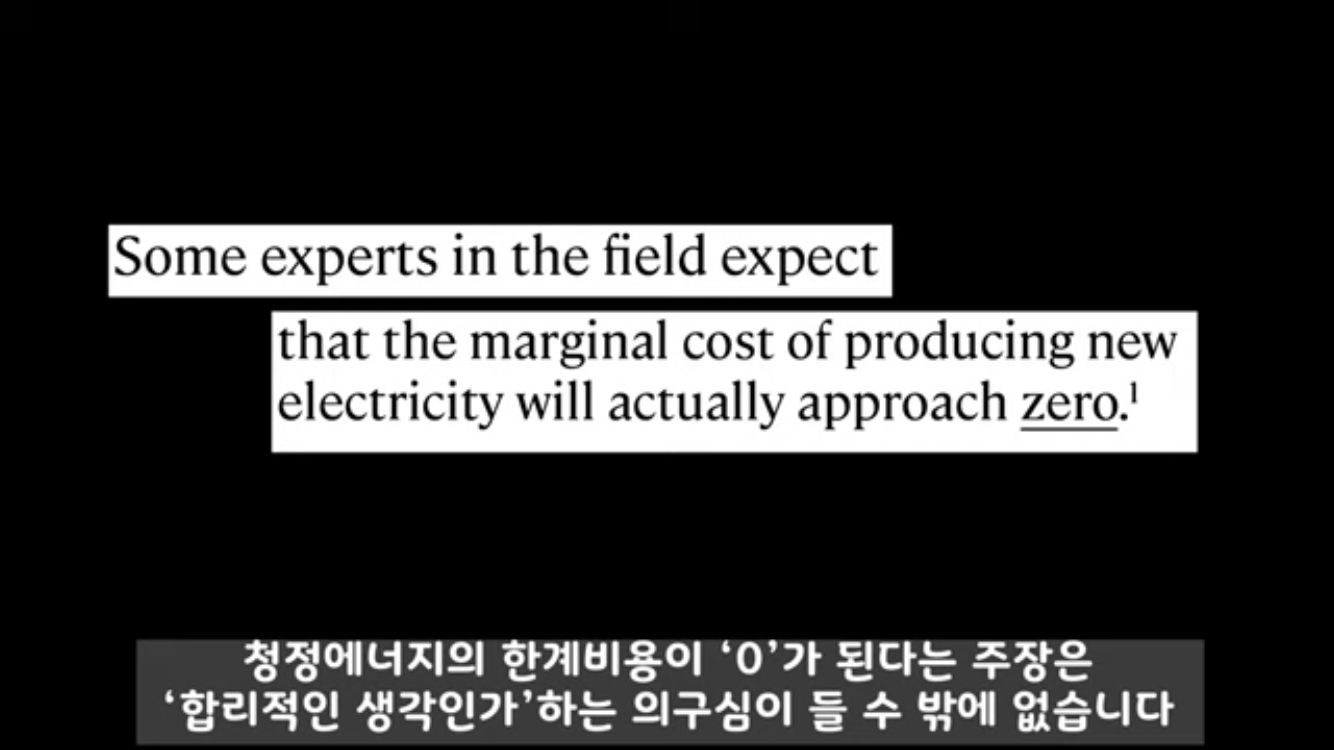 Some experts in the field expect
that the marginal cost of producing new
electricity will actually approach zero.¹
청정에너지의 한계비용이 ‘0’가 된다는 주장은
‘합리적인 생각인가’하는 의구심이 들 수 밖에 없습니다